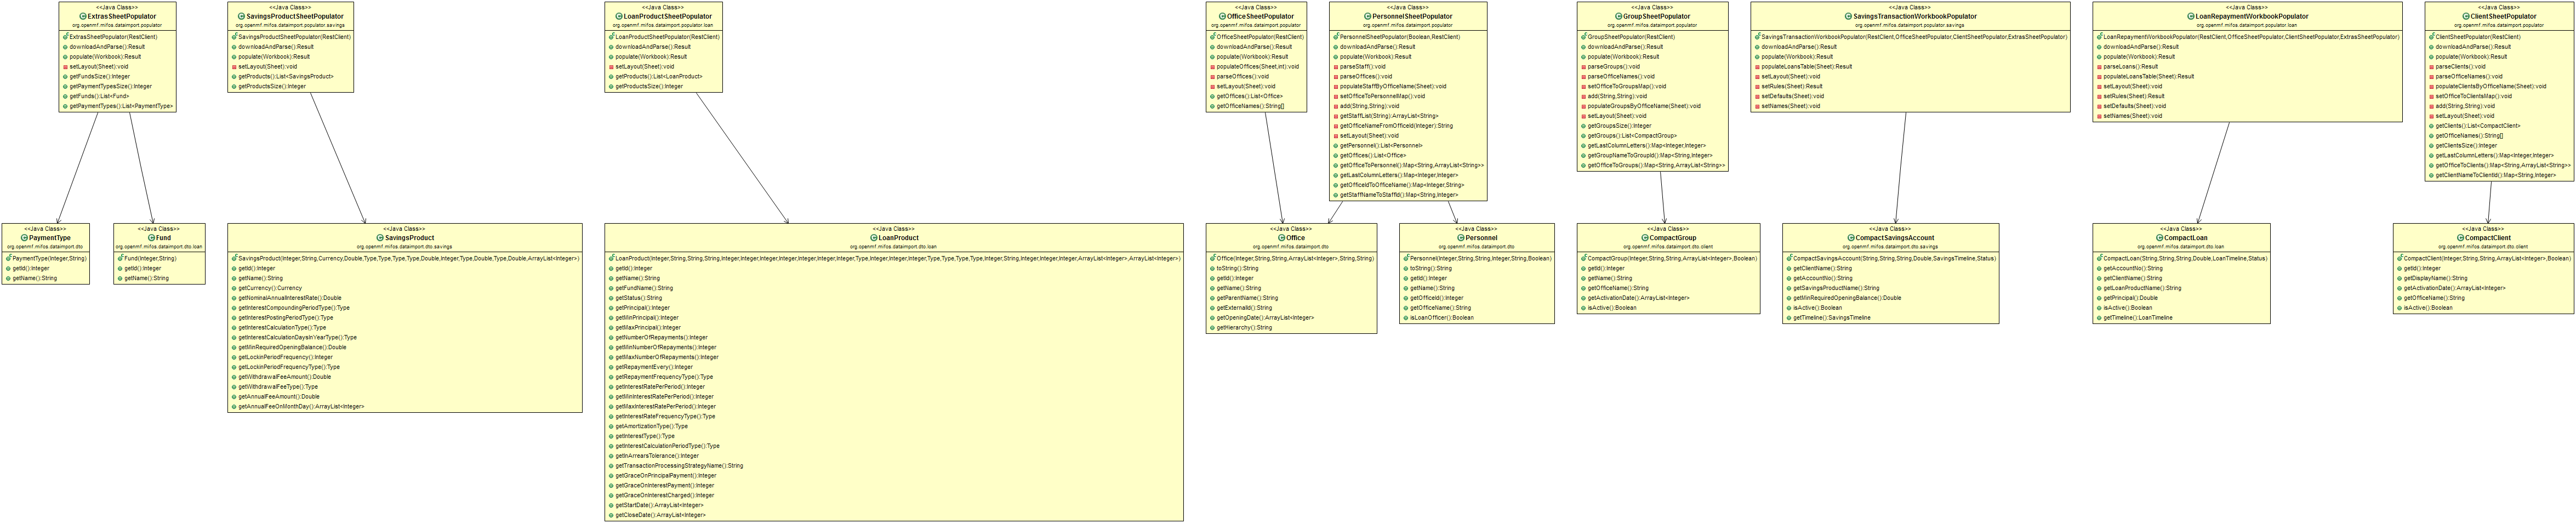 <<Java Class>>
ExtrasSheetPopulator
org.openmf.mifos.dataimport.populator
ExtrasSheetPopulator(RestClient)
downloadAndParse():Result
populate(Workbook):Result
setLayout(Sheet):void
getFundsSize():Integer
getPaymentTypesSize():Integer
getFunds():List<Fund>
getPaymentTypes():List<PaymentType>
<<Java Class>>
SavingsProductSheetPopulator
org.openmf.mifos.dataimport.populator.savings
SavingsProductSheetPopulator(RestClient)
downloadAndParse():Result
populate(Workbook):Result
setLayout(Sheet):void
getProducts():List<SavingsProduct>
getProductsSize():Integer
<<Java Class>>
LoanProductSheetPopulator
org.openmf.mifos.dataimport.populator.loan
LoanProductSheetPopulator(RestClient)
downloadAndParse():Result
populate(Workbook):Result
setLayout(Sheet):void
getProducts():List<LoanProduct>
getProductsSize():Integer
<<Java Class>>
OfficeSheetPopulator
org.openmf.mifos.dataimport.populator
OfficeSheetPopulator(RestClient)
downloadAndParse():Result
populate(Workbook):Result
populateOffices(Sheet,int):void
parseOffices():void
setLayout(Sheet):void
getOffices():List<Office>
getOfficeNames():String[]
<<Java Class>>
PersonnelSheetPopulator
org.openmf.mifos.dataimport.populator
PersonnelSheetPopulator(Boolean,RestClient)
downloadAndParse():Result
populate(Workbook):Result
parseStaff():void
parseOffices():void
populateStaffByOfficeName(Sheet):void
setOfficeToPersonnelMap():void
add(String,String):void
getStaffList(String):ArrayList<String>
getOfficeNameFromOfficeId(Integer):String
setLayout(Sheet):void
getPersonnel():List<Personnel>
getOffices():List<Office>
getOfficeToPersonnel():Map<String,ArrayList<String>>
getLastColumnLetters():Map<Integer,Integer>
getOfficeIdToOfficeName():Map<Integer,String>
getStaffNameToStaffId():Map<String,Integer>
<<Java Class>>
GroupSheetPopulator
org.openmf.mifos.dataimport.populator
GroupSheetPopulator(RestClient)
downloadAndParse():Result
populate(Workbook):Result
parseGroups():void
parseOfficeNames():void
setOfficeToGroupsMap():void
add(String,String):void
populateGroupsByOfficeName(Sheet):void
setLayout(Sheet):void
getGroupsSize():Integer
getGroups():List<CompactGroup>
getLastColumnLetters():Map<Integer,Integer>
getGroupNameToGroupId():Map<String,Integer>
getOfficeToGroups():Map<String,ArrayList<String>>
<<Java Class>>
SavingsTransactionWorkbookPopulator
org.openmf.mifos.dataimport.populator.savings
SavingsTransactionWorkbookPopulator(RestClient,OfficeSheetPopulator,ClientSheetPopulator,ExtrasSheetPopulator)
downloadAndParse():Result
populate(Workbook):Result
populateLoansTable(Sheet):Result
setLayout(Sheet):void
setRules(Sheet):Result
setDefaults(Sheet):void
setNames(Sheet):void
<<Java Class>>
LoanRepaymentWorkbookPopulator
org.openmf.mifos.dataimport.populator.loan
LoanRepaymentWorkbookPopulator(RestClient,OfficeSheetPopulator,ClientSheetPopulator,ExtrasSheetPopulator)
downloadAndParse():Result
populate(Workbook):Result
parseLoans():Result
populateLoansTable(Sheet):Result
setLayout(Sheet):void
setRules(Sheet):Result
setDefaults(Sheet):void
setNames(Sheet):void
<<Java Class>>
ClientSheetPopulator
org.openmf.mifos.dataimport.populator
ClientSheetPopulator(RestClient)
downloadAndParse():Result
populate(Workbook):Result
parseClients():void
parseOfficeNames():void
populateClientsByOfficeName(Sheet):void
setOfficeToClientsMap():void
add(String,String):void
setLayout(Sheet):void
getClients():List<CompactClient>
getOfficeNames():String[]
getClientsSize():Integer
getLastColumnLetters():Map<Integer,Integer>
getOfficeToClients():Map<String,ArrayList<String>>
getClientNameToClientId():Map<String,Integer>
<<Java Class>>
PaymentType
org.openmf.mifos.dataimport.dto
PaymentType(Integer,String)
getId():Integer
getName():String
<<Java Class>>
Fund
org.openmf.mifos.dataimport.dto.loan
Fund(Integer,String)
getId():Integer
getName():String
<<Java Class>>
SavingsProduct
org.openmf.mifos.dataimport.dto.savings
SavingsProduct(Integer,String,Currency,Double,Type,Type,Type,Type,Double,Integer,Type,Double,Type,Double,ArrayList<Integer>)
getId():Integer
getName():String
getCurrency():Currency
getNominalAnnualInterestRate():Double
getInterestCompoundingPeriodType():Type
getInterestPostingPeriodType():Type
getInterestCalculationType():Type
getInterestCalculationDaysInYearType():Type
getMinRequiredOpeningBalance():Double
getLockinPeriodFrequency():Integer
getLockinPeriodFrequencyType():Type
getWithdrawalFeeAmount():Double
getWithdrawalFeeType():Type
getAnnualFeeAmount():Double
getAnnualFeeOnMonthDay():ArrayList<Integer>
<<Java Class>>
LoanProduct
org.openmf.mifos.dataimport.dto.loan
LoanProduct(Integer,String,String,String,Integer,Integer,Integer,Integer,Integer,Integer,Integer,Type,Integer,Integer,Integer,Type,Type,Type,Type,Integer,String,Integer,Integer,Integer,ArrayList<Integer>,ArrayList<Integer>)
getId():Integer
getName():String
getFundName():String
getStatus():String
getPrincipal():Integer
getMinPrincipal():Integer
getMaxPrincipal():Integer
getNumberOfRepayments():Integer
getMinNumberOfRepayments():Integer
getMaxNumberOfRepayments():Integer
getRepaymentEvery():Integer
getRepaymentFrequencyType():Type
getInterestRatePerPeriod():Integer
getMinInterestRatePerPeriod():Integer
getMaxInterestRatePerPeriod():Integer
getInterestRateFrequencyType():Type
getAmortizationType():Type
getInterestType():Type
getInterestCalculationPeriodType():Type
getInArrearsTolerance():Integer
getTransactionProcessingStrategyName():String
getGraceOnPrincipalPayment():Integer
getGraceOnInterestPayment():Integer
getGraceOnInterestCharged():Integer
getStartDate():ArrayList<Integer>
getCloseDate():ArrayList<Integer>
<<Java Class>>
Office
org.openmf.mifos.dataimport.dto
Office(Integer,String,String,ArrayList<Integer>,String,String)
toString():String
getId():Integer
getName():String
getParentName():String
getExternalId():String
getOpeningDate():ArrayList<Integer>
getHierarchy():String
<<Java Class>>
Personnel
org.openmf.mifos.dataimport.dto
Personnel(Integer,String,String,Integer,String,Boolean)
toString():String
getId():Integer
getName():String
getOfficeId():Integer
getOfficeName():String
isLoanOfficer():Boolean
<<Java Class>>
CompactGroup
org.openmf.mifos.dataimport.dto.client
CompactGroup(Integer,String,String,ArrayList<Integer>,Boolean)
getId():Integer
getName():String
getOfficeName():String
getActivationDate():ArrayList<Integer>
isActive():Boolean
<<Java Class>>
CompactSavingsAccount
org.openmf.mifos.dataimport.dto.savings
CompactSavingsAccount(String,String,String,Double,SavingsTimeline,Status)
getClientName():String
getAccountNo():String
getSavingsProductName():String
getMinRequiredOpeningBalance():Double
isActive():Boolean
getTimeline():SavingsTimeline
<<Java Class>>
CompactLoan
org.openmf.mifos.dataimport.dto.loan
CompactLoan(String,String,String,Double,LoanTimeline,Status)
getAccountNo():String
getClientName():String
getLoanProductName():String
getPrincipal():Double
isActive():Boolean
getTimeline():LoanTimeline
<<Java Class>>
CompactClient
org.openmf.mifos.dataimport.dto.client
CompactClient(Integer,String,String,ArrayList<Integer>,Boolean)
getId():Integer
getDisplayName():String
getActivationDate():ArrayList<Integer>
getOfficeName():String
isActive():Boolean